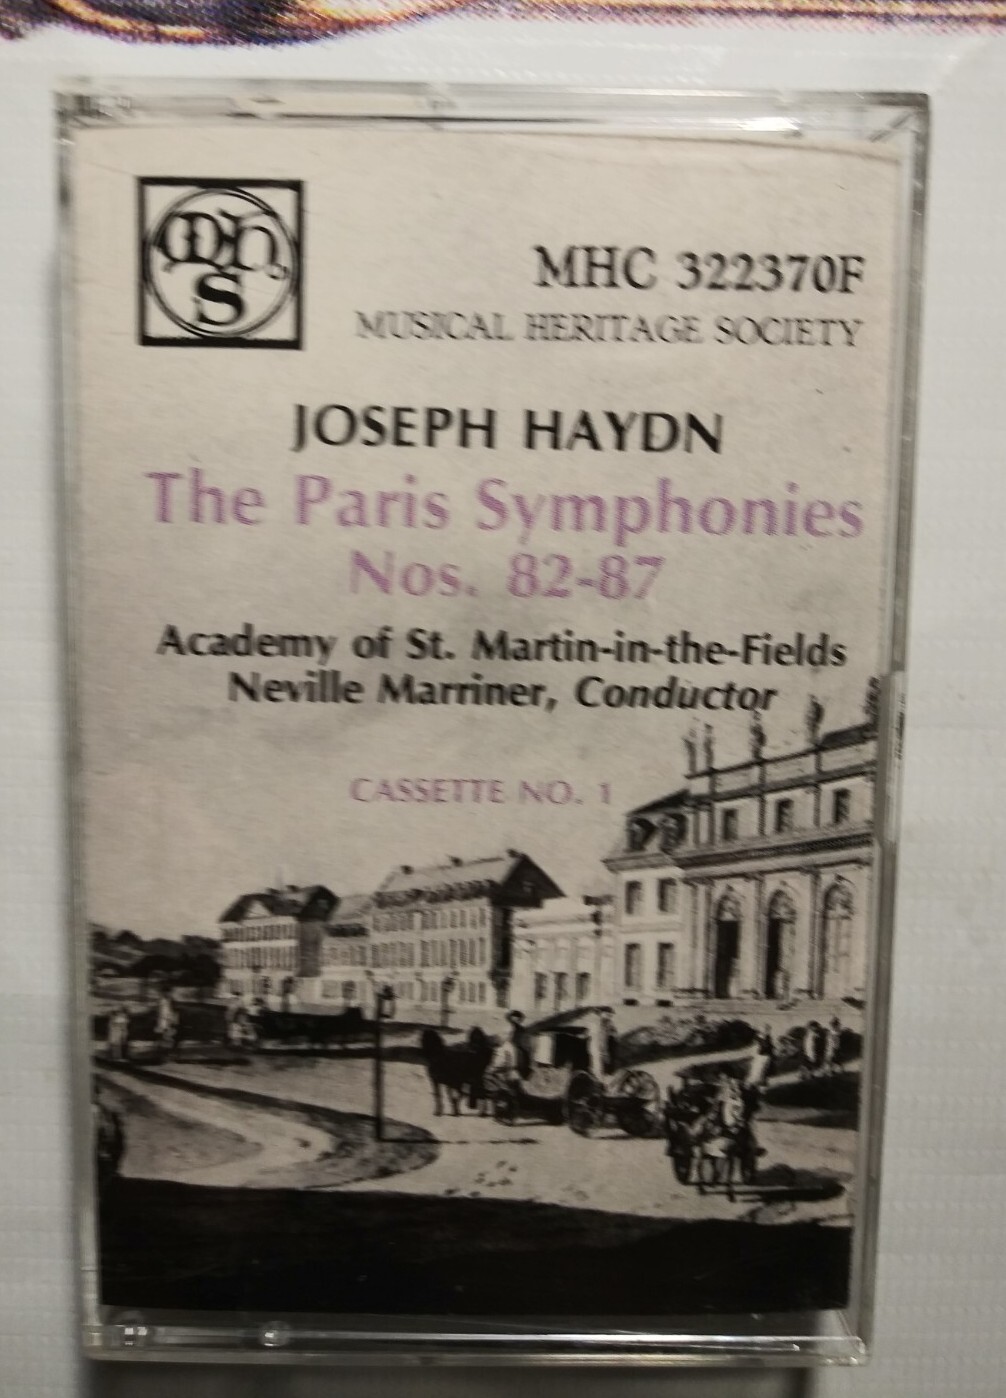 mhs
MHC 322370F
MUSICAL HERITAGE SOCIETY
JOSEPH HAYDN
The Paris Symphonies
Nos. 82-87
Academy of St. Martin-in-the-Fields
Neville Marriner, Conductor
CASSETTE NO. 1